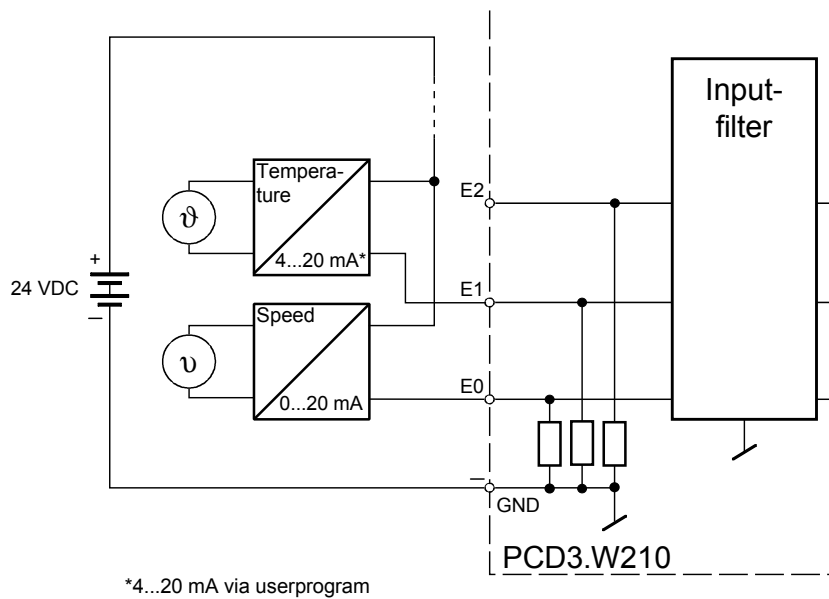 Input-
filter
Tempera-
ture
E2
ϑ
4...20 mA*
+
24 VDC
E1
–
Speed
υ
E0
0...20 mA
–
GND
PCD3.W210
*4...20 mA via userprogram